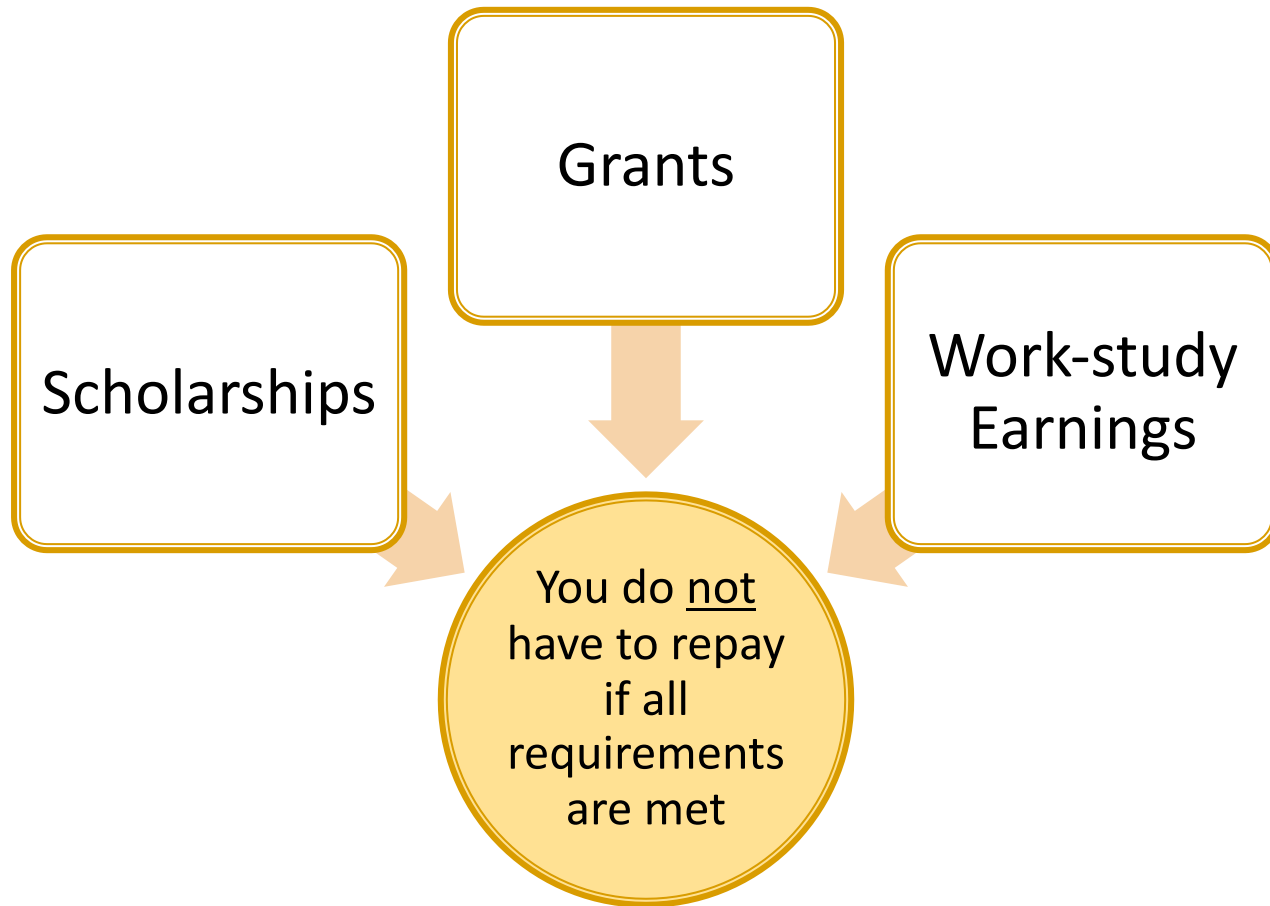 Grants
Scholarships
Work-study
Earnings
You do not
have to repay
if all
requirements
are met